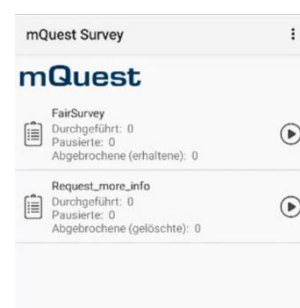 mQuest Survey
mQuest
FairSurvey
Durchgeführt: 0
Pausierte: 0
Abgebrochene (erhaltene): 0
Request_more_info
Durchgeführt: 0
Pausierte: 0
Abgebrochene (gelöschte): 0